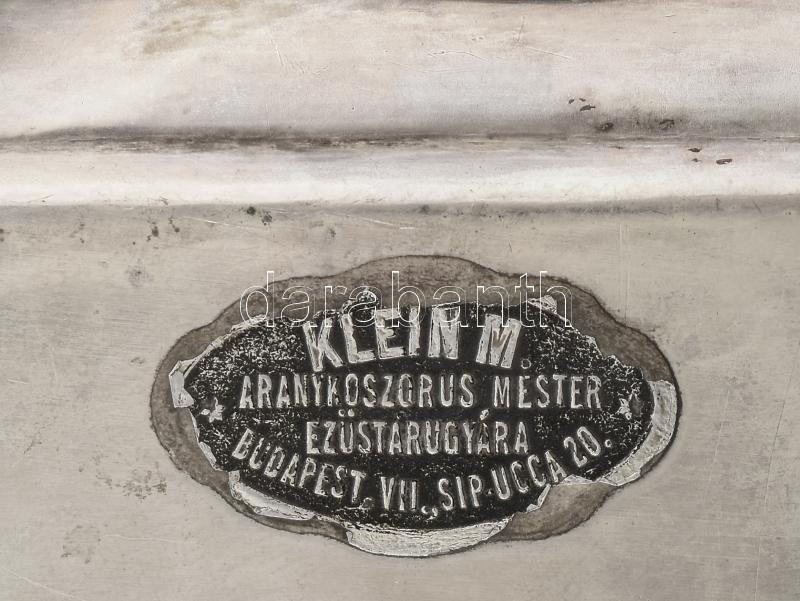 darabanth
KLEIN M.
ARANYKOSZORUS MESTER
EZÜSTÁRUGYÁRA
BUDAPEST, VII., SIP-UCCA 20.